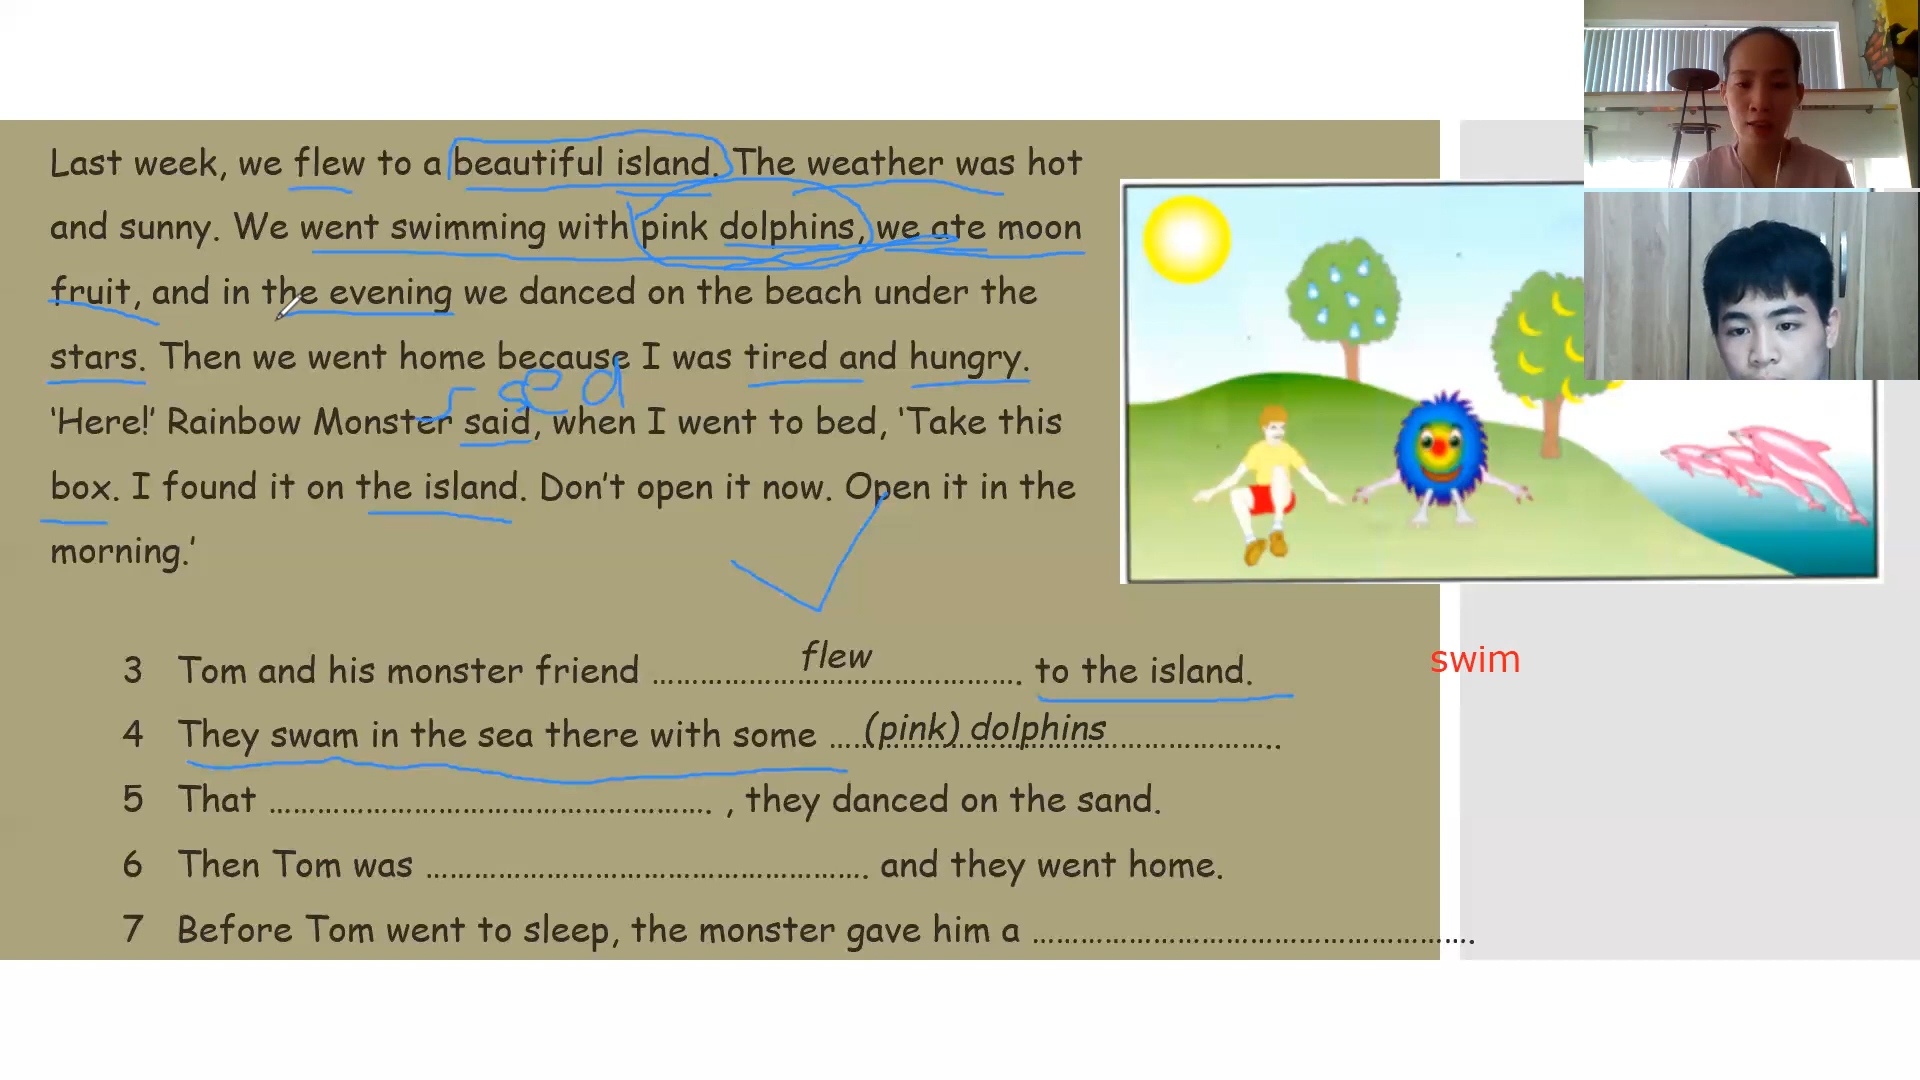 Last week, we flew to a beautiful island. The weather was hot
and sunny. We went swimming with pink dolphins, we ate moon
fruit, and in the evening we danced on the beach under the
stars. Then we went home because I was tired and hungry.
sed
‘Here!’ Rainbow Monster said, when I went to bed, ‘Take this
box. I found it on the island. Don’t open it now. Open it in the
morning.’
3 Tom and his monster friend ………flew………. to the island.
swim
4 They swam in the sea there with some …(pink) dolphins………..
5 That …………………………………. , they danced on the sand.
6 Then Tom was …………………………………. and they went home.
7 Before Tom went to sleep, the monster gave him a ………………………………….